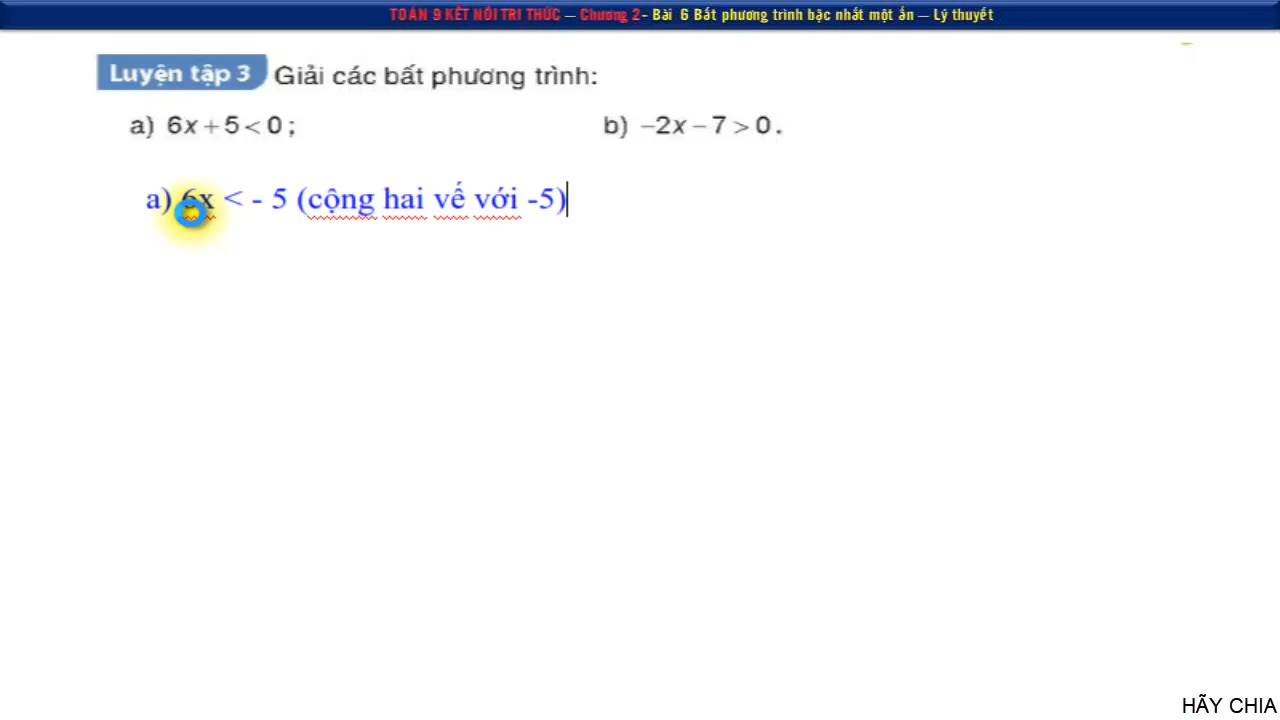 TOÁN 9 KẾT NỐI TRI THỨC – Chương 2- Bài 6 Bất phương trình bậc nhất một ẩn – Lý thuyết
Luyện tập 3 Giải các bất phương trình:
a) 6x + 5 < 0 ; b) −2x − 7 > 0 .
a) 6x < - 5 (cộng hai vế với -5)
HÃY CHIA